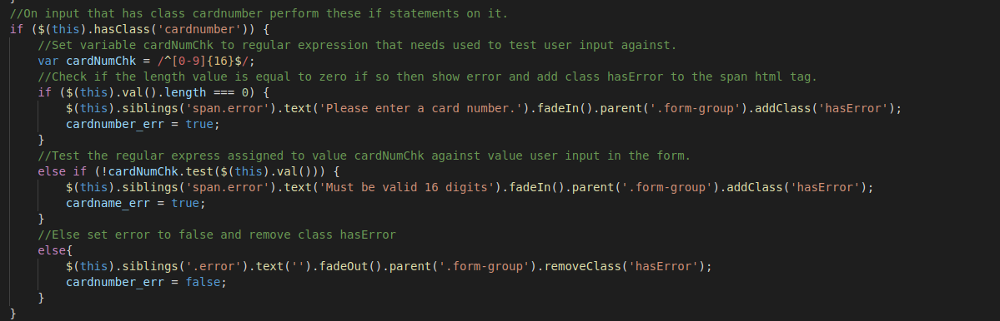 }
//On input that has class cardnumber perform these if statements on it.
if ($(this).hasClass('cardnumber')) {
    //Set variable cardNumChk to regular expression that needs used to test user input against.
    var cardNumChk = /^[0-9]{16}$/;
    //Check if the length value is equal to zero if so then show error and add class hasError to the span html tag.
    if ($(this).val().length === 0) {
        $(this).siblings('span.error').text('Please enter a card number.').fadeIn().parent('.form-group').addClass('hasError');
        cardnumber_err = true;
    }
    //Test the regular express assigned to value cardNumChk against value user input in the form.
    else if (!cardNumChk.test($(this).val())) {
        $(this).siblings('span.error').text('Must be valid 16 digits').fadeIn().parent('.form-group').addClass('hasError');
        cardname_err = true;
    }
    //Else set error to false and remove class hasError
    else{
        $(this).siblings('.error').text('').fadeOut().parent('.form-group').removeClass('hasError');
        cardnumber_err = false;
    }
}